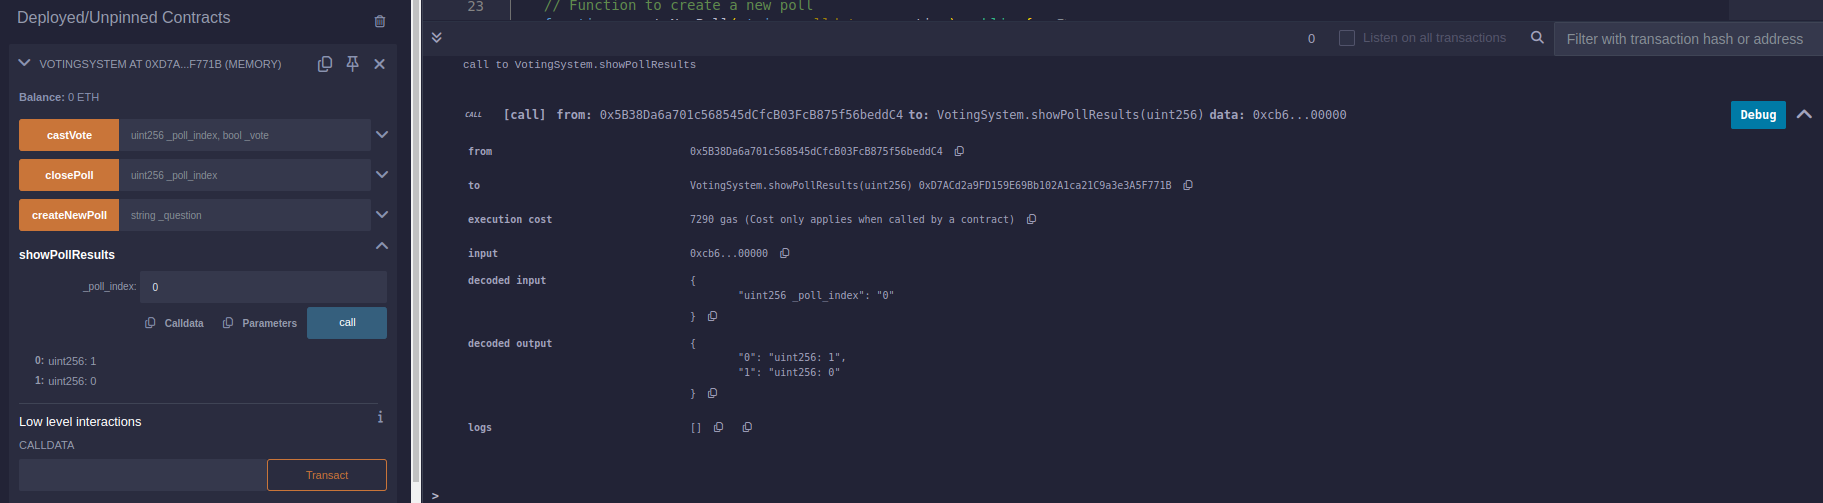 Deployed/Unpinned Contracts
VOTINGSYSTEM AT 0XD7A...F771B (MEMORY)
Balance: 0 ETH
castVote uint256 _poll_index, bool _vote
closePoll uint256 _poll_index
createNewPoll string _question
showPollResults
_poll_index: 0
Calldata Parameters call
0: uint256: 1
1: uint256: 0
Low level interactions
CALLDATA
Transact
23 // Function to create a new poll
0 Listen on all transactions Filter with transaction hash or address
call to VotingSystem.showPollResults
CALL [call] from: 0x5B38Da6a701c568545dCfcB03FcB875f56beddC4 to: VotingSystem.showPollResults(uint256) data: 0xcb6...00000 Debug
from 0x5B38Da6a701c568545dCfcB03FcB875f56beddC4
to VotingSystem.showPollResults(uint256) 0xD7ACd2a9FD159E69Bb102A1ca21C9a3e3A5F771B
execution cost 7290 gas (Cost only applies when called by a contract)
input 0xcb6...00000
decoded input {
"uint256 _poll_index": "0"
}
decoded output {
"0": "uint256: 1",
"1": "uint256: 0"
}
logs []
>